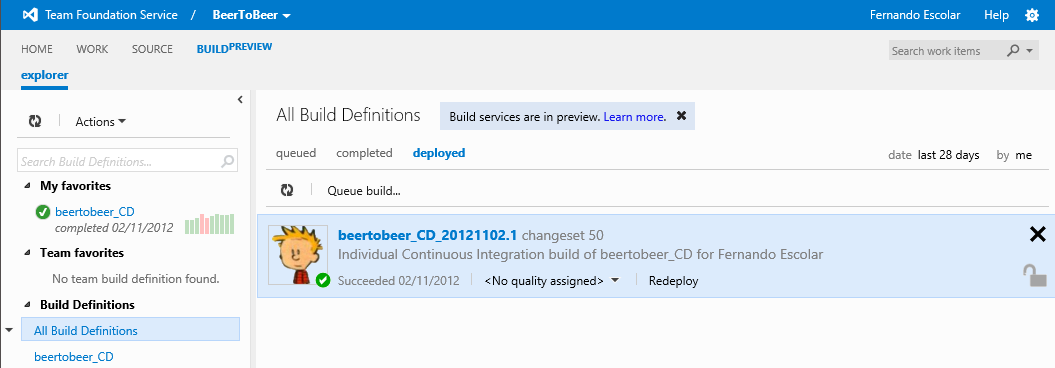 Team Foundation Service / BeerToBeer Fernando Escolar Help
HOME WORK SOURCE BUILD PREVIEW Search work items
explorer
Actions
Search Build Definitions...
My favorites
beertobeer_CD
completed 02/11/2012
Team favorites
No team build definition found.
Build Definitions
All Build Definitions
beertobeer_CD
All Build Definitions Build services are in preview. Learn more.
queued completed deployed date last 28 days by me
Queue build...
beertobeer_CD_20121102.1 changeset 50
Individual Continuous Integration build of beertobeer_CD for Fernando Escolar
Succeeded 02/11/2012 <No quality assigned> Redeploy